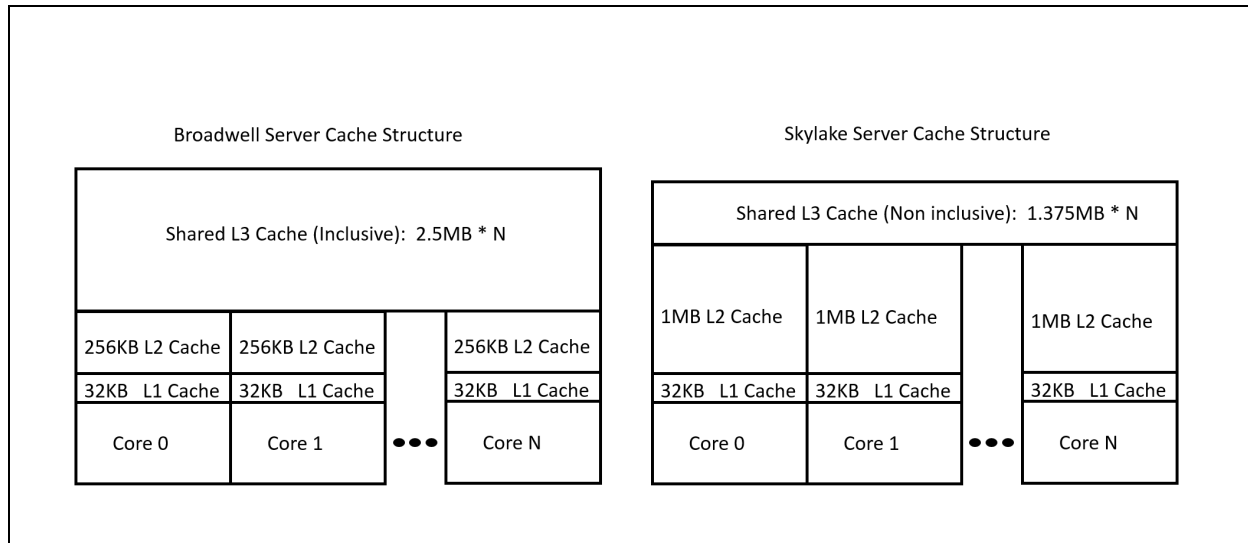 Broadwell Server Cache Structure
Shared L3 Cache (Inclusive): 2.5MB * N
256KB L2 Cache
256KB L2 Cache
256KB L2 Cache
32KB L1 Cache
32KB L1 Cache
32KB L1 Cache
Core 0
Core 1
Core N
Skylake Server Cache Structure
Shared L3 Cache (Non inclusive): 1.375MB * N
1MB L2 Cache
1MB L2 Cache
1MB L2 Cache
32KB L1 Cache
32KB L1 Cache
32KB L1 Cache
Core 0
Core 1
Core N